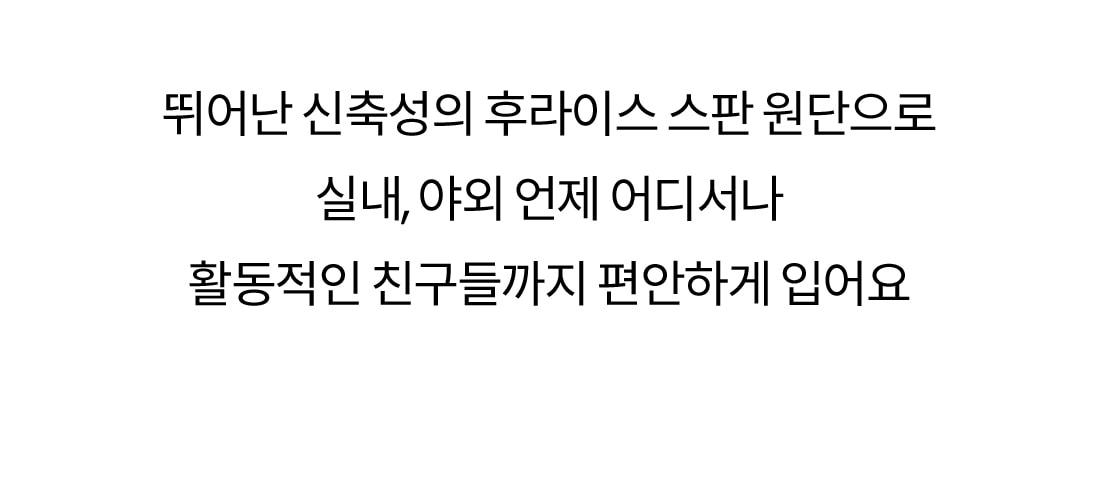 뛰어난 신축성의 후라이스 스판 원단으로
실내, 야외 언제 어디서나
활동적인 친구들까지 편안하게 입어요